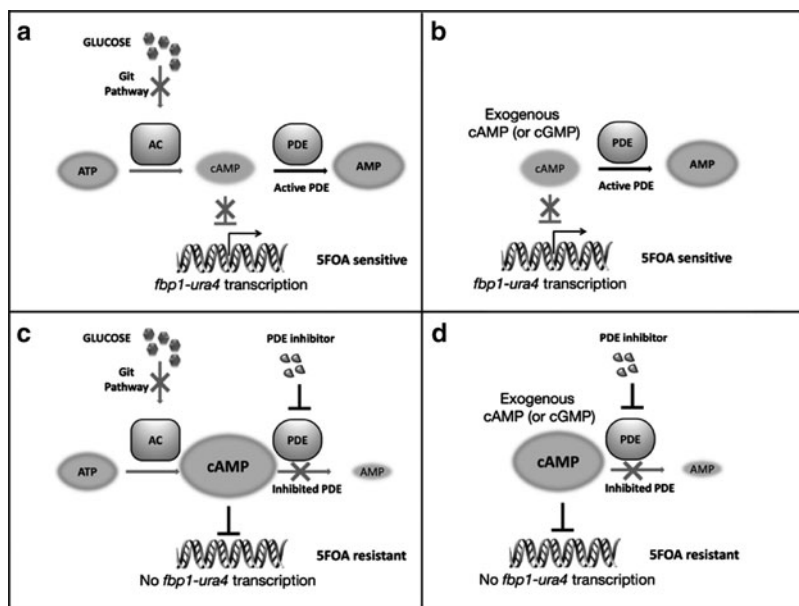 a
GLUCOSE
Git
Pathway
ATP
AC
cAMP
PDE
Active PDE
AMP
5FOA sensitive
fbp1-ura4 transcription
b
Exogenous
cAMP (or cGMP)
cAMP
PDE
Active PDE
AMP
5FOA sensitive
fbp1-ura4 transcription
c
GLUCOSE
Git
Pathway
PDE inhibitor
ATP
AC
cAMP
PDE
Inhibited PDE
AMP
5FOA resistant
No fbp1-ura4 transcription
d
PDE inhibitor
Exogenous
cAMP (or cGMP)
cAMP
PDE
Inhibited PDE
AMP
5FOA resistant
No fbp1-ura4 transcription